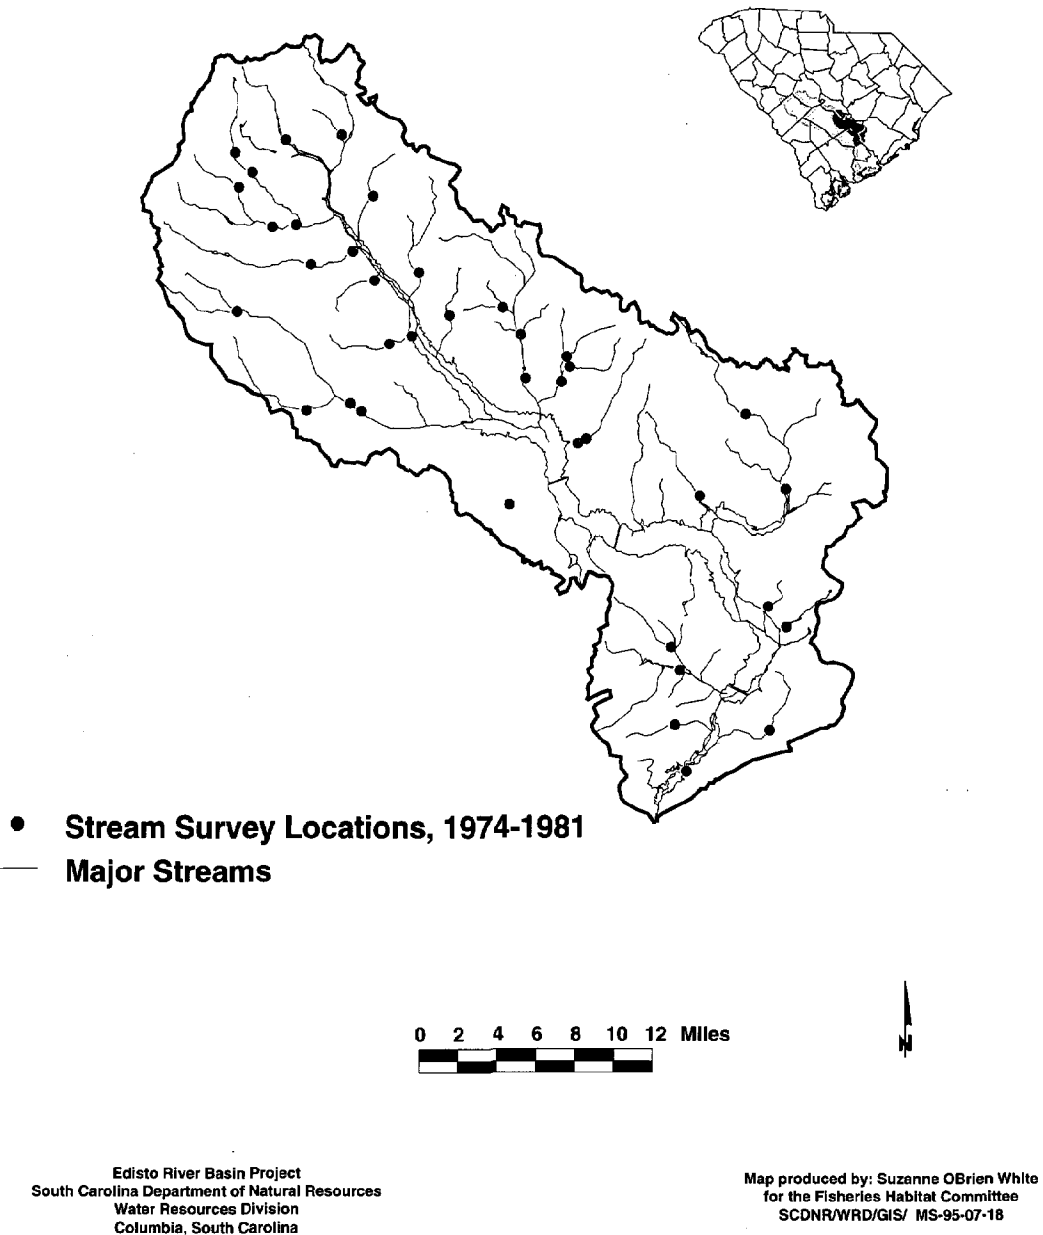 Stream Survey Locations, 1974-1981
Major Streams
0 2 4 6 8 10 12 Miles
N
Edisto River Basin Project
South Carolina Department of Natural Resources
Water Resources Division
Columbia, South Carolina
Map produced by: Suzanne OBrien White
for the Fisheries Habitat Committee
SCDNR/WRD/GIS/ MS-95-07-18